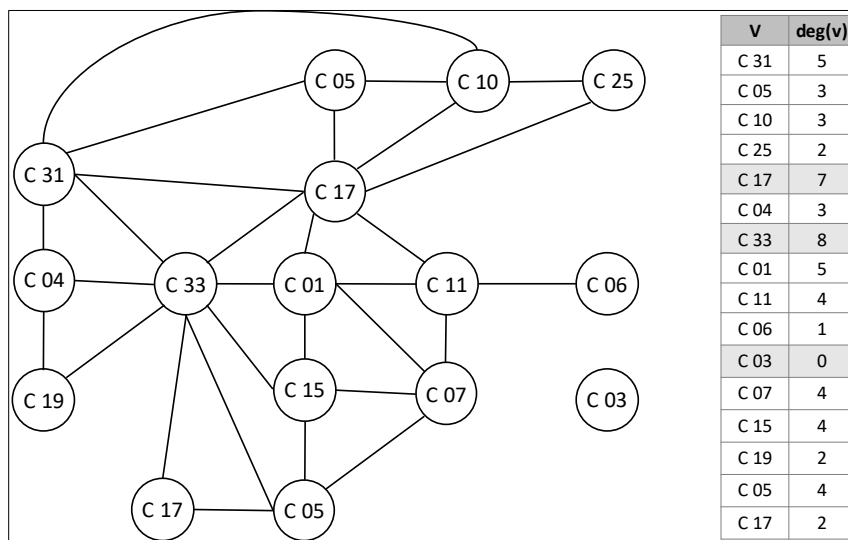 C 05 C 10 C 25
C 31 C 17
C 04 C 33 C 01 C 11 C 06
C 19 C 15 C 07 C 03
C 17 C 05
V deg(v)
C 31 5
C 05 3
C 10 3
C 25 2
C 17 7
C 04 3
C 33 8
C 01 5
C 11 4
C 06 1
C 03 0
C 07 4
C 15 4
C 19 2
C 05 4
C 17 2